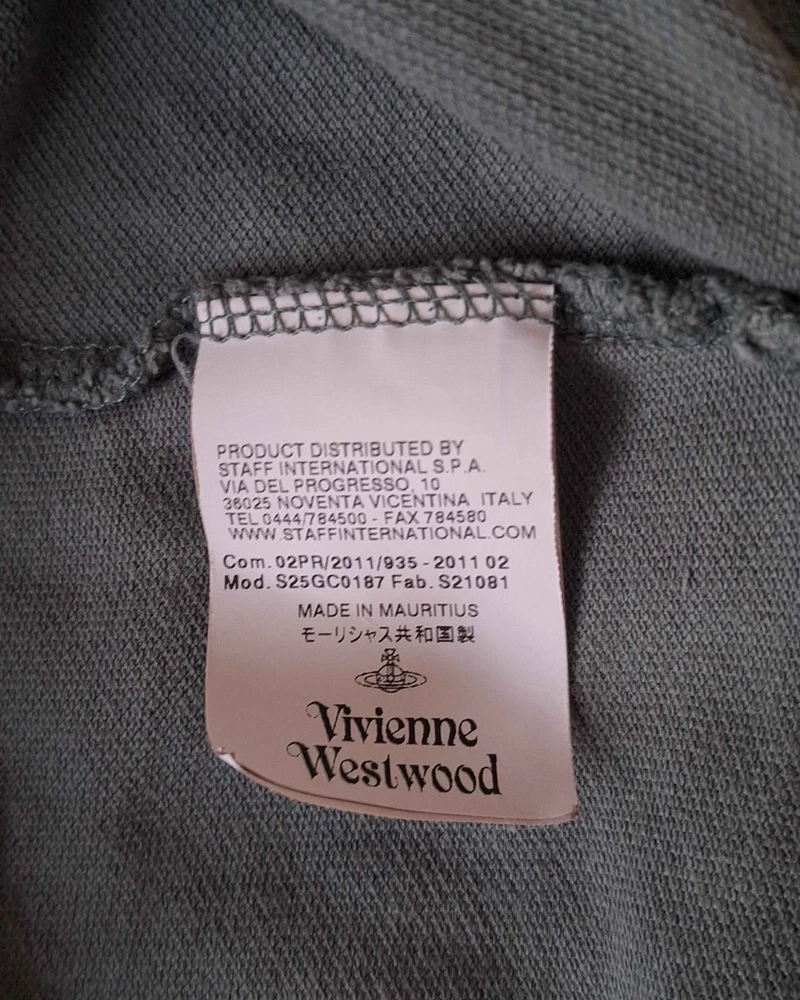 PRODUCT DISTRIBUTED BY
STAFF INTERNATIONAL S.P.A.
VIA DEL PROGRESSO, 10
36025 NOVENTA VICENTINA ITALY
TEL 0444/784500 - FAX 784580
WWW.STAFFINTERNATIONAL.COM
Com. 02PR/2011/935 - 2011 02
Mod. S25GC0187 Fab. S21081
MADE IN MAURITIUS
モーリシャス共和国製
Vivienne
Westwood